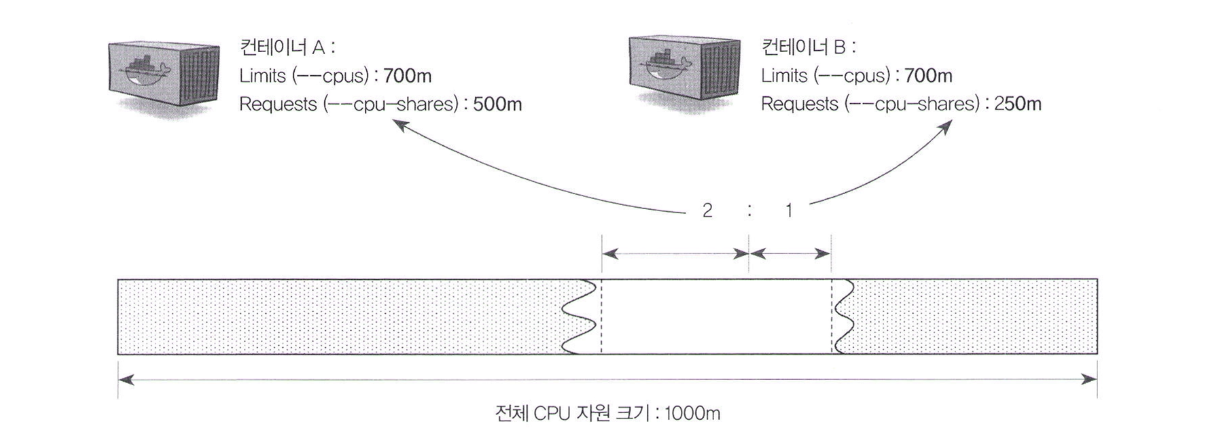 컨테이너 A :
Limits (--cpus) : 700m
Requests (--cpu-shares) : 500m
컨테이너 B :
Limits (--cpus) : 700m
Requests (--cpu-shares) : 250m
2 : 1
전체 CPU 자원 크기 : 1000m